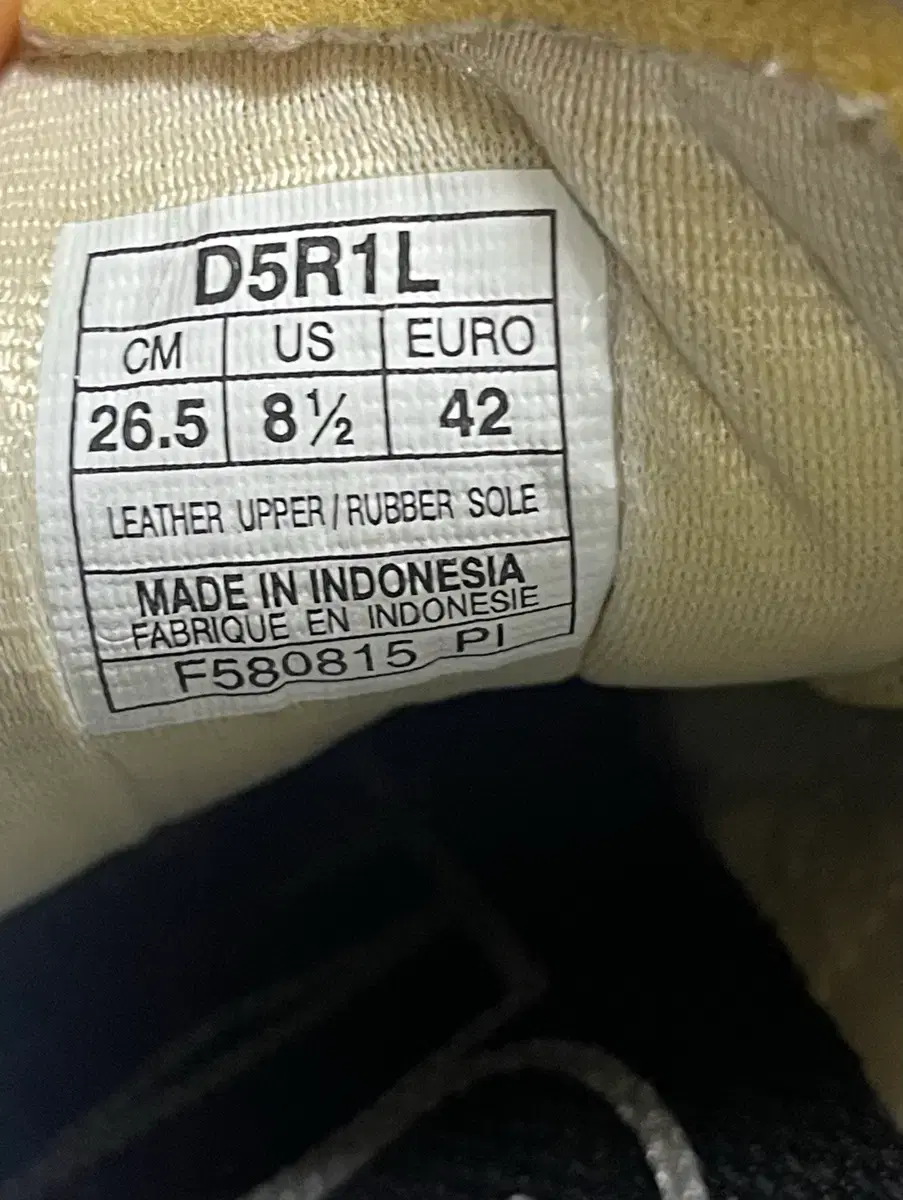 D5R1L
CM US EURO
26.5 8½ 42
LEATHER UPPER / RUBBER SOLE
MADE IN INDONESIA
FABRIQUE EN INDONESIE
F580815 PI